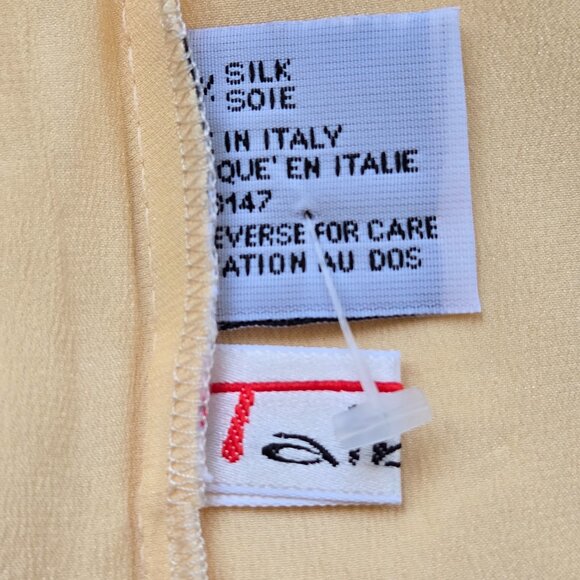 SILK
SOIE
IN ITALY
QUE' EN ITALIE
147
EVERSE FOR CARE
ATION AU DOS